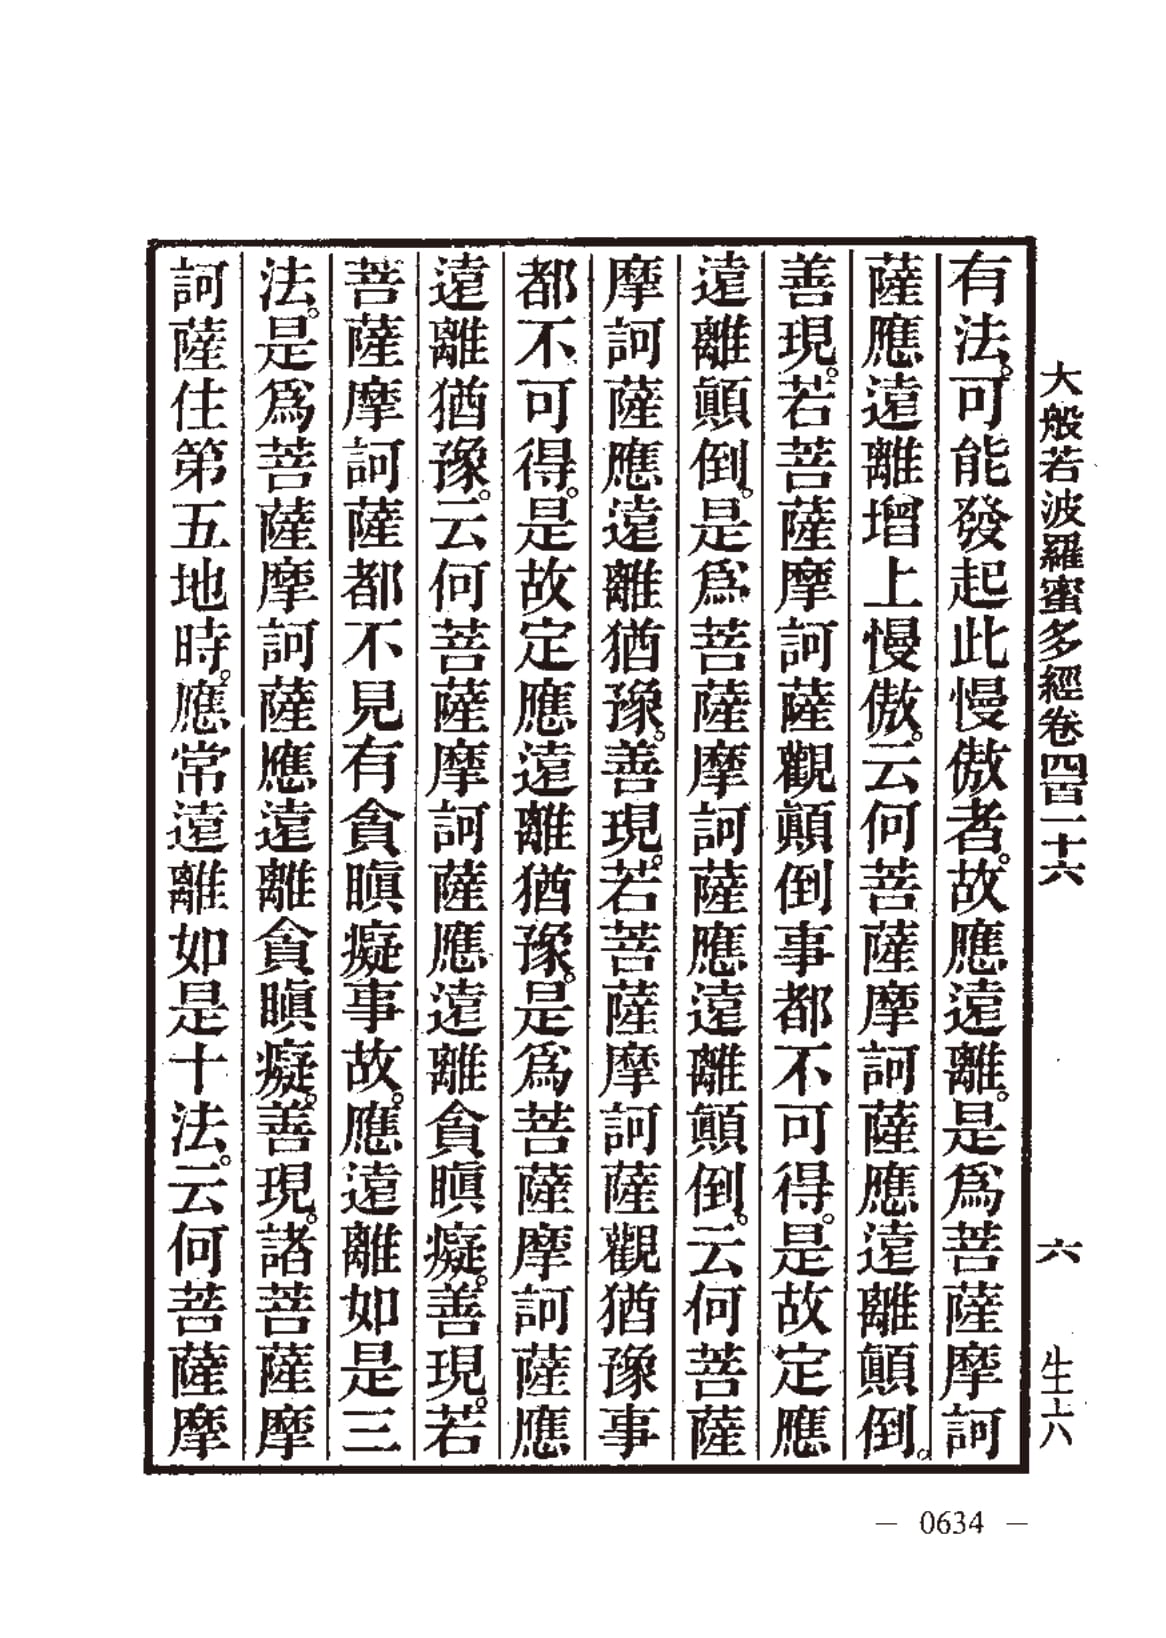 大般若波羅蜜多經卷四百一十六　六　生六
有法。可能發起此慢傲者。故應遠離。是爲菩薩摩訶
薩應遠離增上慢傲。云何菩薩摩訶薩應遠離顚倒。
善現。若菩薩摩訶薩觀顚倒事都不可得。是故定應
遠離顚倒。是爲菩薩摩訶薩應遠離顚倒。云何菩薩
摩訶薩應遠離猶豫。善現。若菩薩摩訶薩觀猶豫事
都不可得。是故定應遠離猶豫。是爲菩薩摩訶薩應
遠離猶豫。云何菩薩摩訶薩應遠離貪瞋癡。善現。若
菩薩摩訶薩都不見有貪瞋癡事故。應遠離如是三
法。是爲菩薩摩訶薩應遠離貪瞋癡。善現。諸菩薩摩
訶薩住第五地時。應常遠離如是十法。云何菩薩摩
— 0634 —